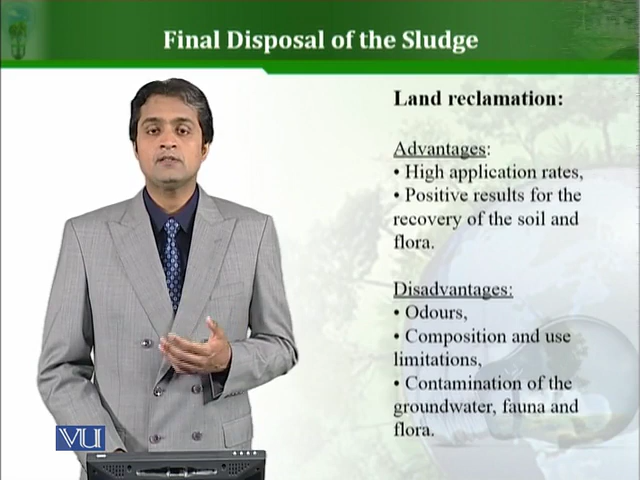 Final Disposal of the Sludge
Land reclamation:
Advantages:
• High application rates,
• Positive results for the
recovery of the soil and
flora.
Disadvantages:
• Odours,
• Composition and use
limitations,
• Contamination of the
groundwater, fauna and
flora.
VU